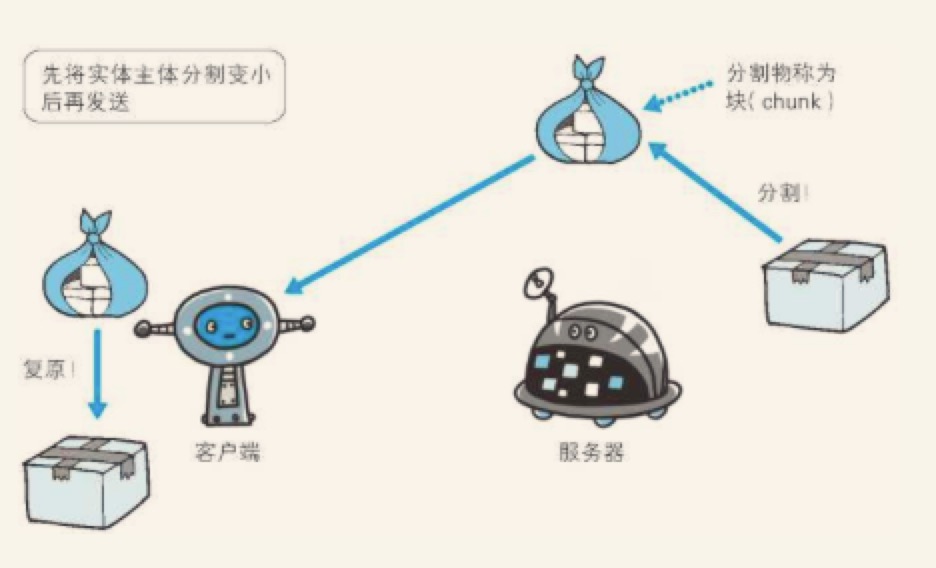 先将实体主体分割变小
后再发送
分割物称为
块( chunk )
分割!
复原!
客户端
服务器